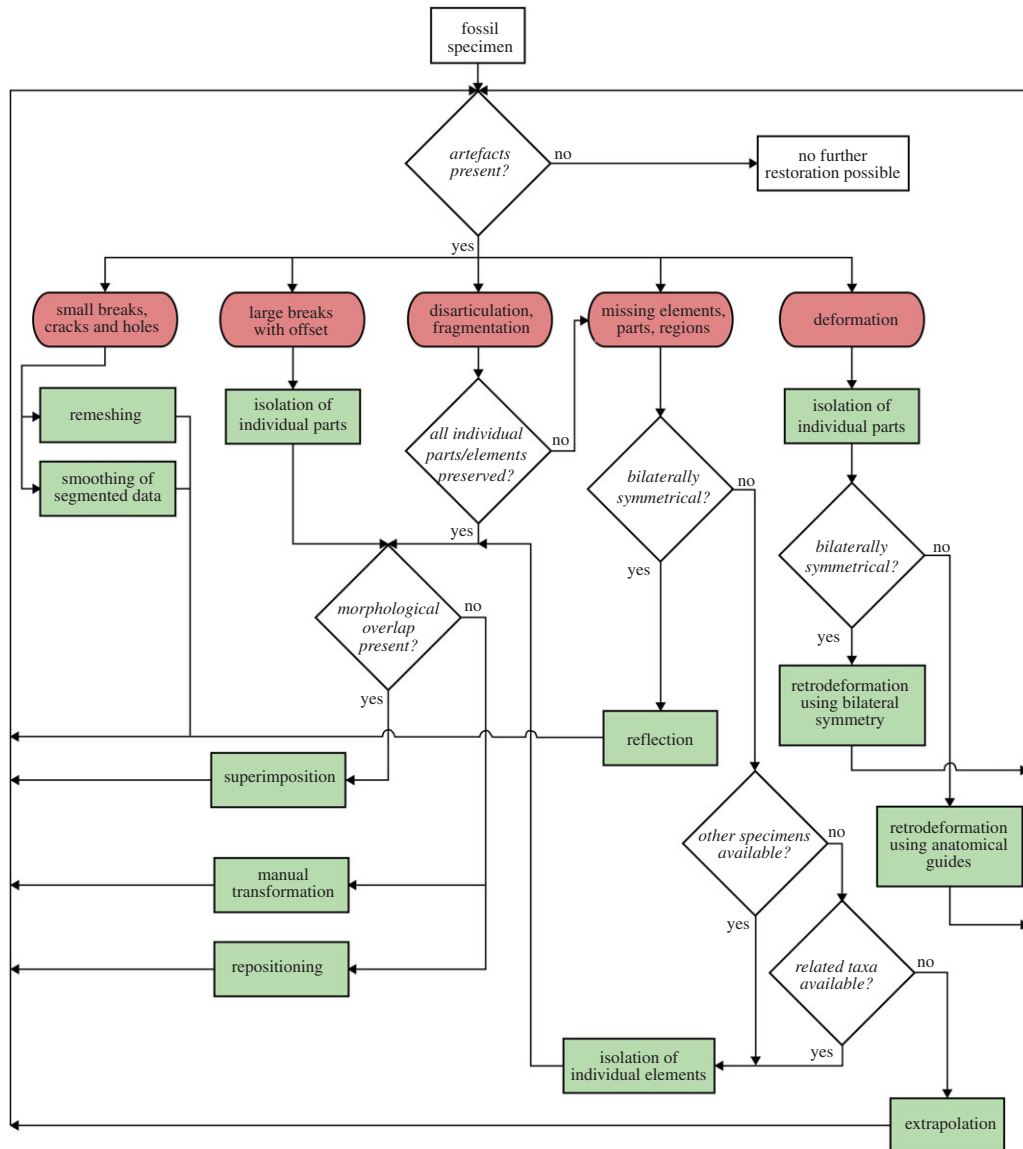 fossil
specimen
artefacts
present?
no
no further
restoration possible
yes
small breaks,
cracks and holes
large breaks
with offset
disarticulation,
fragmentation
missing elements,
parts, regions
deformation
remeshing
smoothing of
segmented data
isolation of
individual parts
all individual
parts/elements
preserved?
no
yes
bilaterally
symmetrical?
no
yes
isolation of
individual parts
bilaterally
symmetrical?
no
yes
morphological
overlap
present?
no
yes
retrodeformation
using bilateral
symmetry
reflection
superimposition
other specimens
available?
no
yes
retrodeformation
using anatomical
guides
manual
transformation
repositioning
related taxa
available?
no
yes
isolation of
individual elements
extrapolation